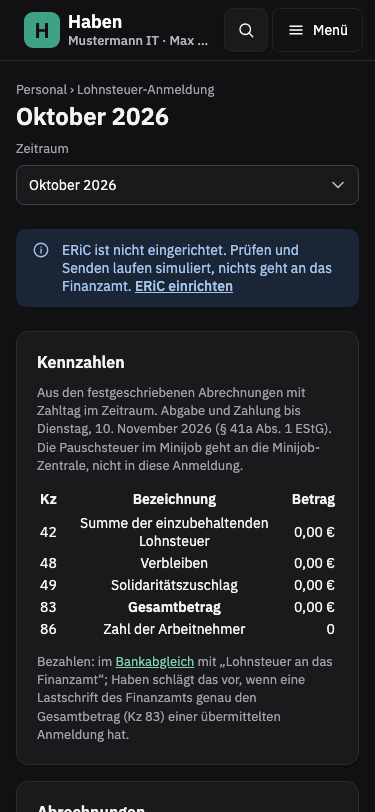 H
Haben
Mustermann IT · Max ...
Menü
Personal › Lohnsteuer-Anmeldung
Oktober 2026
Zeitraum
Oktober 2026
ERiC ist nicht eingerichtet. Prüfen und
Senden laufen simuliert, nichts geht an das
Finanzamt. ERiC einrichten
Kennzahlen
Aus den festgeschriebenen Abrechnungen mit
Zahltag im Zeitraum. Abgabe und Zahlung bis
Dienstag, 10. November 2026 (§ 41a Abs. 1 EStG).
Die Pauschsteuer im Minijob geht an die Minijob-
Zentrale, nicht in diese Anmeldung.
Kz Bezeichnung Betrag
42 Summe der einzubehaltenden Lohnsteuer 0,00 €
48 Verbleiben 0,00 €
49 Solidaritätszuschlag 0,00 €
83 Gesamtbetrag 0,00 €
86 Zahl der Arbeitnehmer 0
Bezahlen: im Bankabgleich mit „Lohnsteuer an das
Finanzamt“; Haben schlägt das vor, wenn eine
Lastschrift des Finanzamts genau den
Gesamtbetrag (Kz 83) einer übermittelten
Anmeldung hat.
Abrechnungen